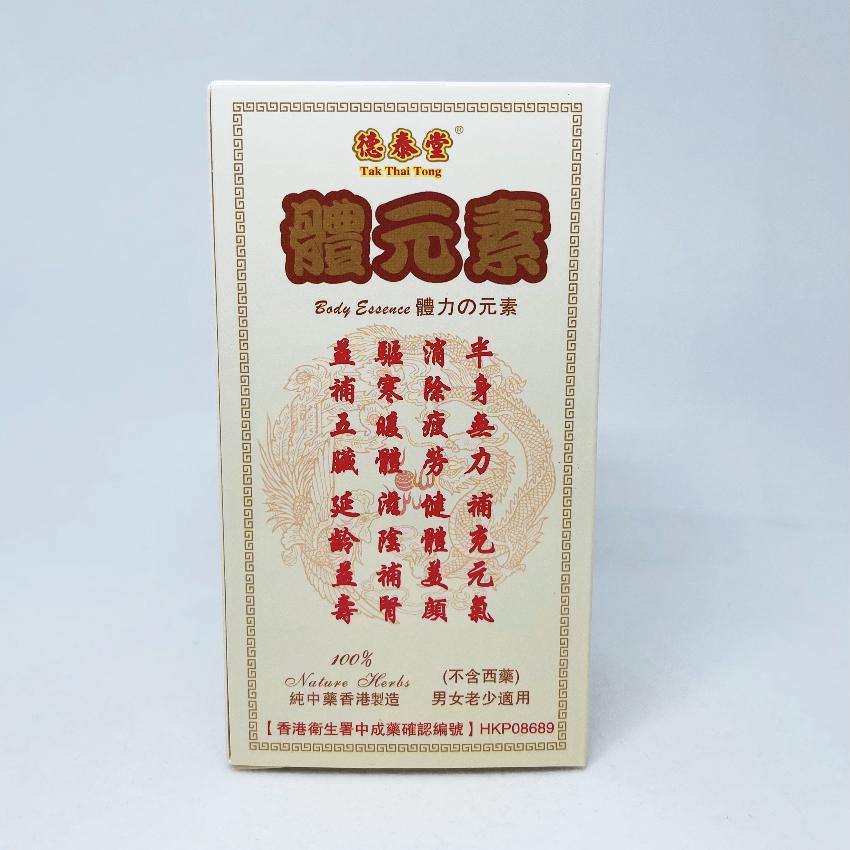 德泰堂®
Tak Thai Tong
體元素
Body Essence 體力の元素
半身無力 補充元氣
消除疲勞 健體美顏
驅寒暖體 滋陰補腎
益補五臟 延齡益壽
100%
Nature Herbs
純中藥香港製造
(不含西藥)
男女老少適用
【香港衛生署中成藥確認編號】HKP08689